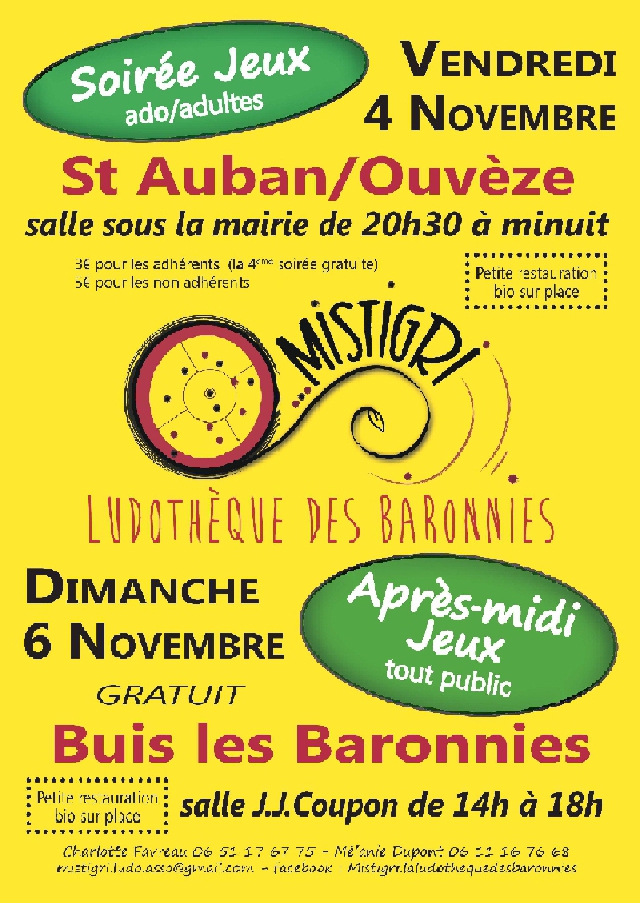 Soirée Jeux
ado/adultes
VENDREDI
4 NOVEMBRE
St Auban/Ouvèze
salle sous la mairie de 20h30 à minuit
3€ pour les adhérents (la 4ème soirée gratuite)
5€ pour les non adhérents
Petite restauration
bio sur place
MISTIGRI
LUDOTHÈQUE DES BARONNIES
DIMANCHE
6 NOVEMBRE
GRATUIT
Après-midi
Jeux
tout public
Buis les Baronnies
Petite restauration
bio sur place
salle J.J.Coupon de 14h à 18h
Charlotte Favreau 06 51 17 67 75 - Mélanie Dupont 06 11 16 76 68
mistigri.ludo.asso@gmail.com - facebook Mistigri.laludothequedesbaronnies